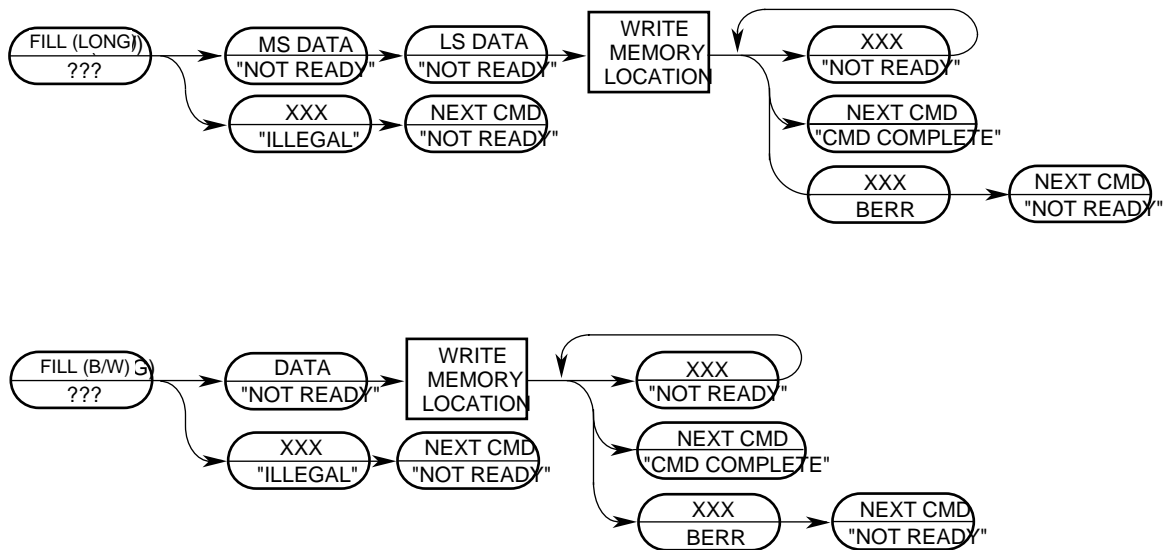 FILL (LONG)
???
MS DATA
"NOT READY"
LS DATA
"NOT READY"
WRITE
MEMORY
LOCATION
XXX
"NOT READY"
XXX
"ILLEGAL"
NEXT CMD
"NOT READY"
NEXT CMD
"CMD COMPLETE"
XXX
BERR
NEXT CMD
"NOT READY"
FILL (B/W)
???
DATA
"NOT READY"
WRITE
MEMORY
LOCATION
XXX
"NOT READY"
XXX
"ILLEGAL"
NEXT CMD
"NOT READY"
NEXT CMD
"CMD COMPLETE"
XXX
BERR
NEXT CMD
"NOT READY"